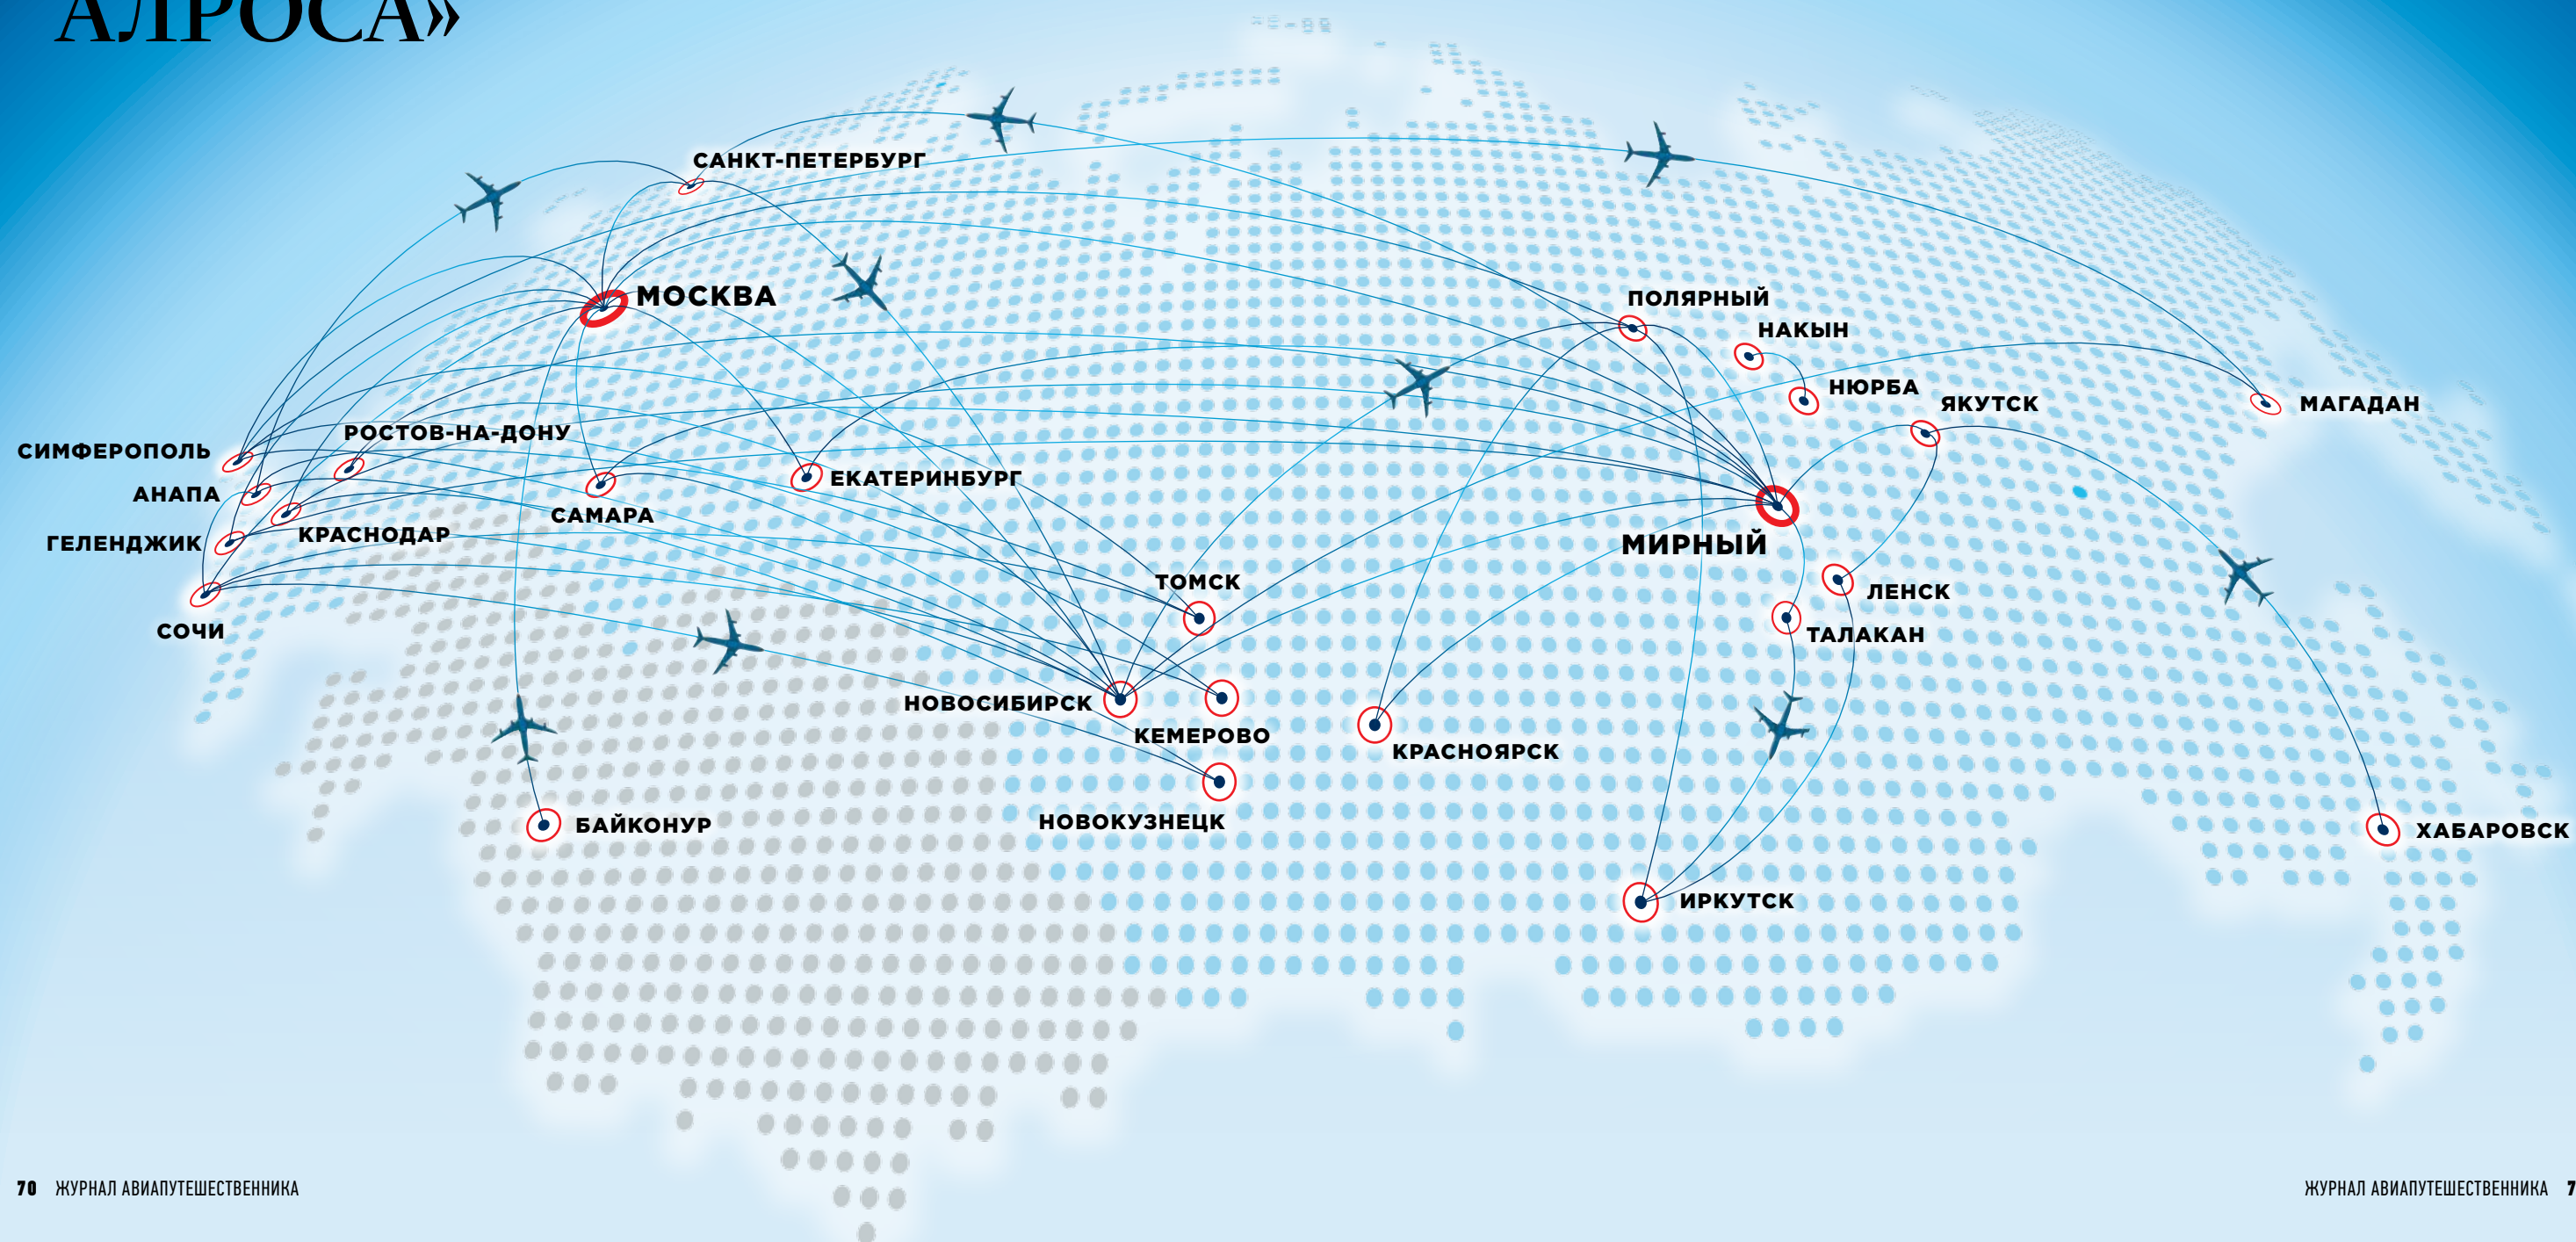 АЛРОСА»
САНКТ-ПЕТЕРБУРГ
МОСКВА
ПОЛЯРНЫЙ
НАКЫН
НЮРБА
ЯКУТСК
МАГАДАН
СИМФЕРОПОЛЬ
РОСТОВ-НА-ДОНУ
АНАПА
ЕКАТЕРИНБУРГ
САМАРА
ГЕЛЕНДЖИК
КРАСНОДАР
МИРНЫЙ
ТОМСК
ЛЕНСК
СОЧИ
ТАЛАКАН
НОВОСИБИРСК
КЕМЕРОВО
КРАСНОЯРСК
НОВОКУЗНЕЦК
БАЙКОНУР
ХАБАРОВСК
ИРКУТСК
70 ЖУРНАЛ АВИАПУТЕШЕСТВЕННИКА
ЖУРНАЛ АВИАПУТЕШЕСТВЕННИКА 7